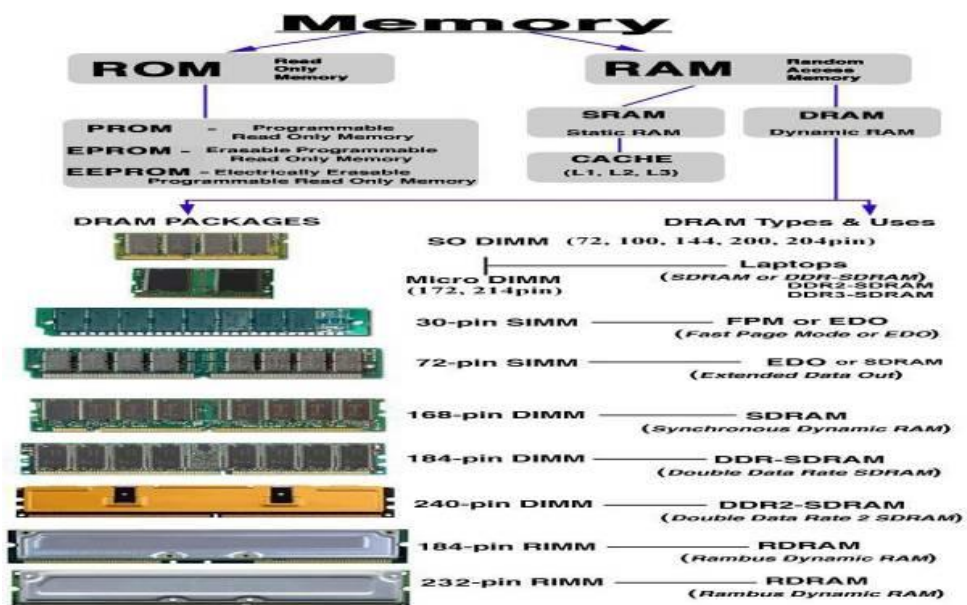 Memory
ROM Read
Only
Memory
RAM Random
Access
Memory
PROM - Programmable
Read Only Memory
EPROM - Erasable Programmable
Read Only Memory
EEPROM - Electrically Erasable
Programmable Read Only Memory
SRAM
Static RAM
DRAM
Dynamic RAM
CACHE
(L1, L2, L3)
DRAM PACKAGES
DRAM Types & Uses
SO DIMM (72, 100, 144, 200, 204pin)
Laptops
(SDRAM or DDR-SDRAM)
DDR2-SDRAM
DDR3-SDRAM
Micro DIMM
(172, 214pin)
30-pin SIMM FPM or EDO
(Fast Page Mode or EDO)
72-pin SIMM EDO or SDRAM
(Extended Data Out)
168-pin DIMM SDRAM
(Synchronous Dynamic RAM)
184-pin DIMM DDR-SDRAM
(Double Data Rate SDRAM)
240-pin DIMM DDR2-SDRAM
(Double Data Rate 2 SDRAM)
184-pin RIMM RDRAM
(Rambus Dynamic RAM)
232-pin RIMM RDRAM
(Rambus Dynamic RAM)